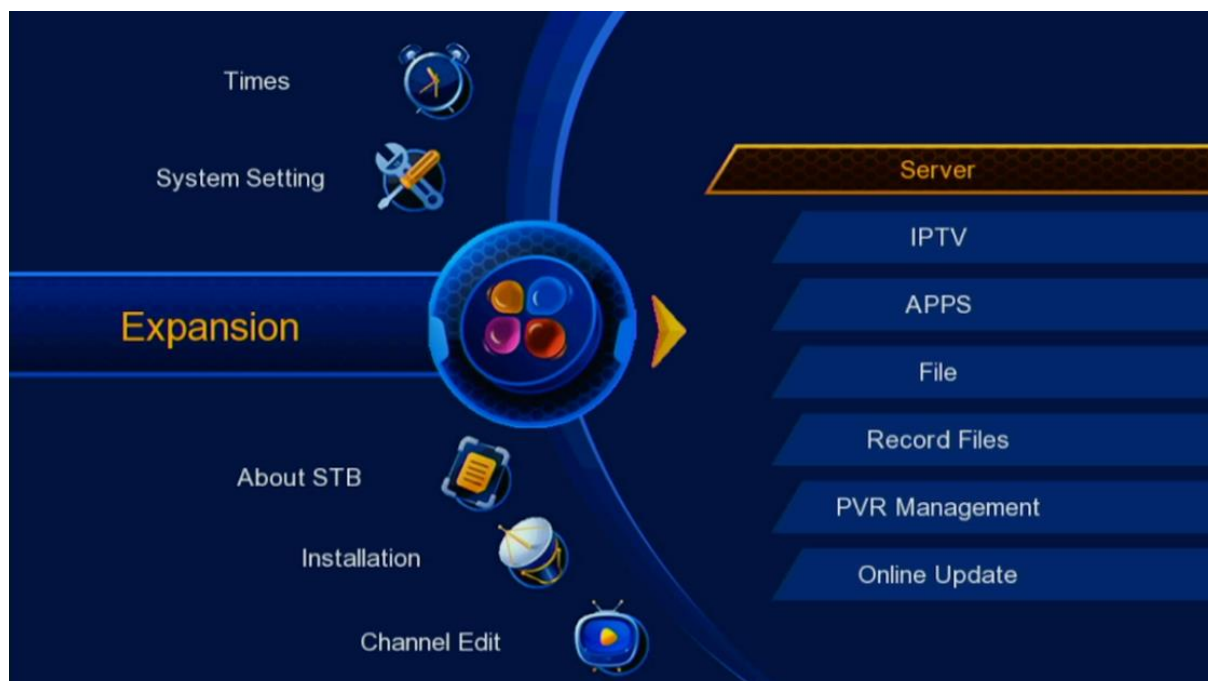 Times
System Setting
Expansion
About STB
Installation
Channel Edit
Server
IPTV
APPS
File
Record Files
PVR Management
Online Update